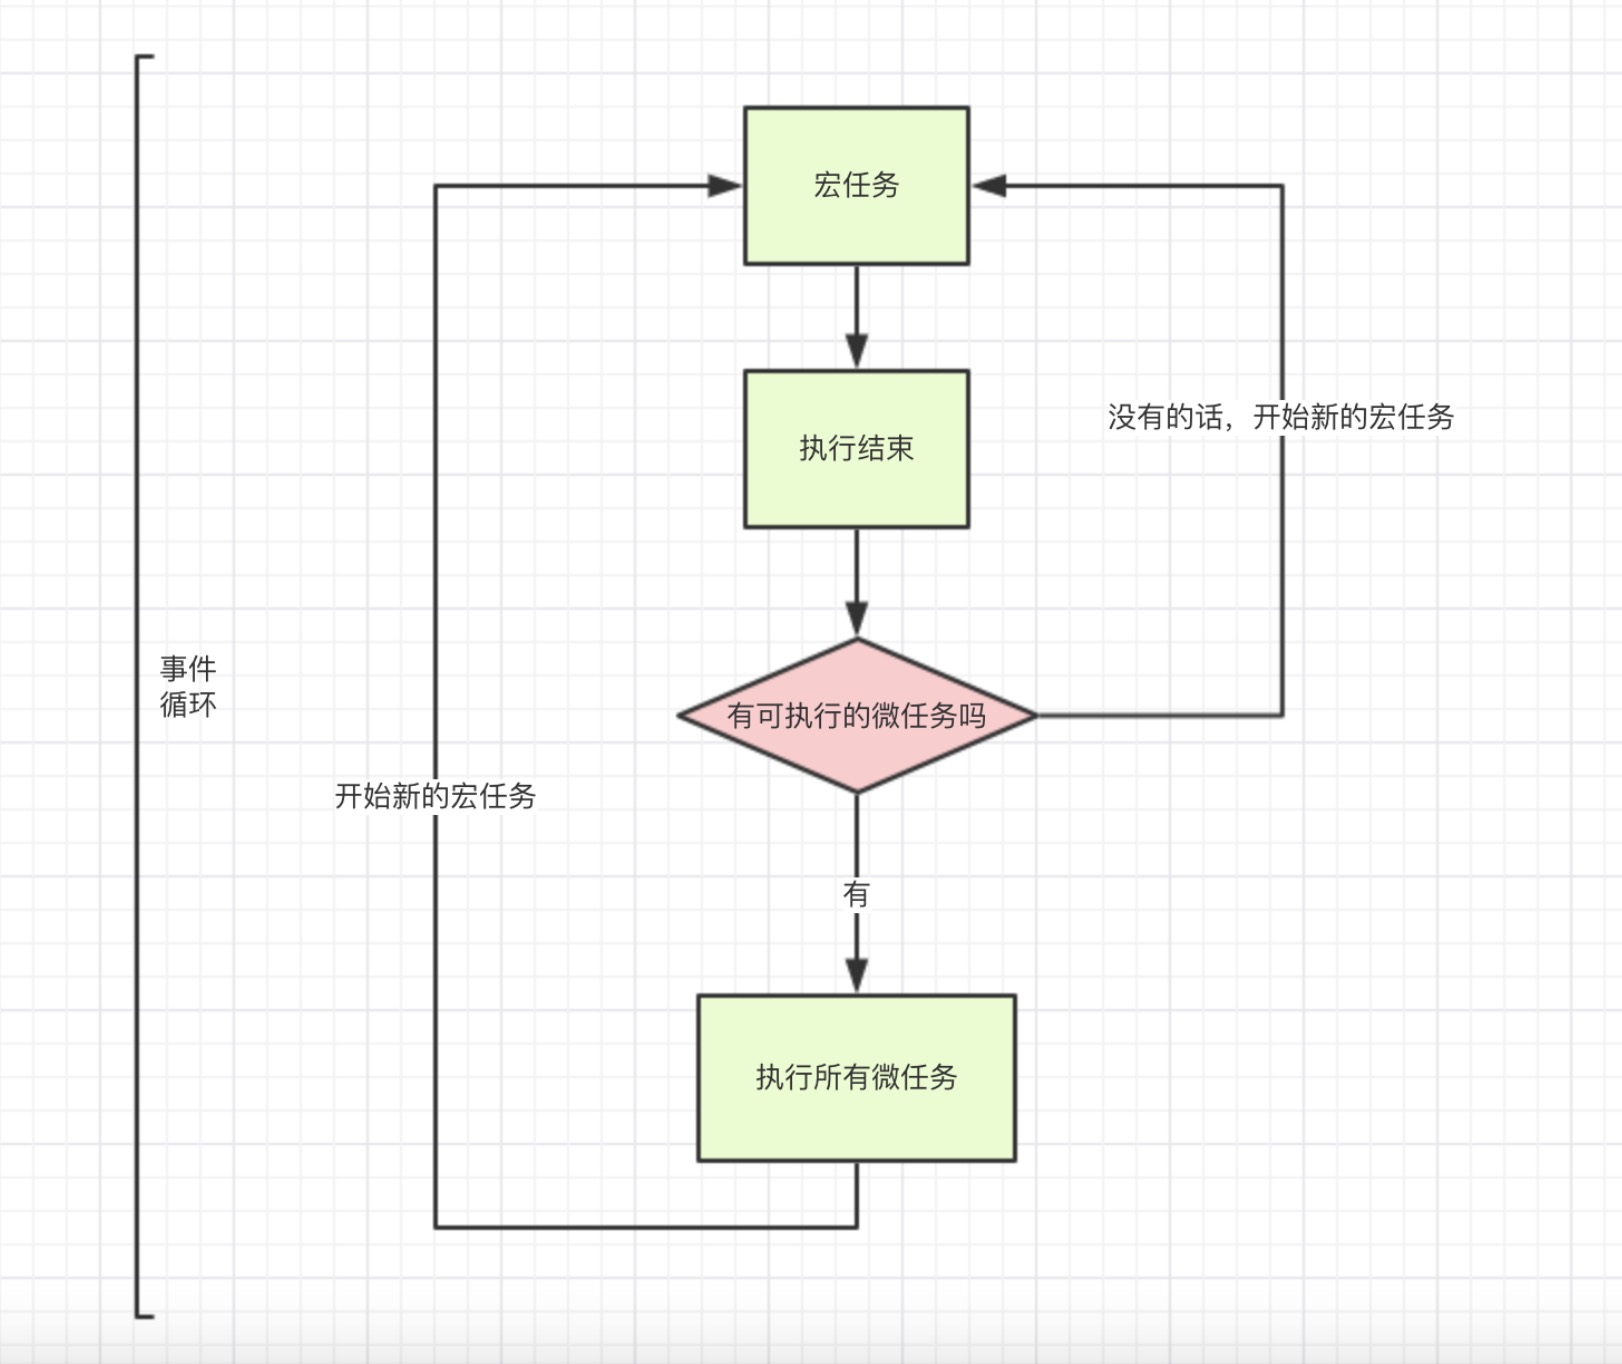 宏任务
没有的话，开始新的宏任务
执行结束
事件
循环
有可执行的微任务吗
开始新的宏任务
有
执行所有微任务